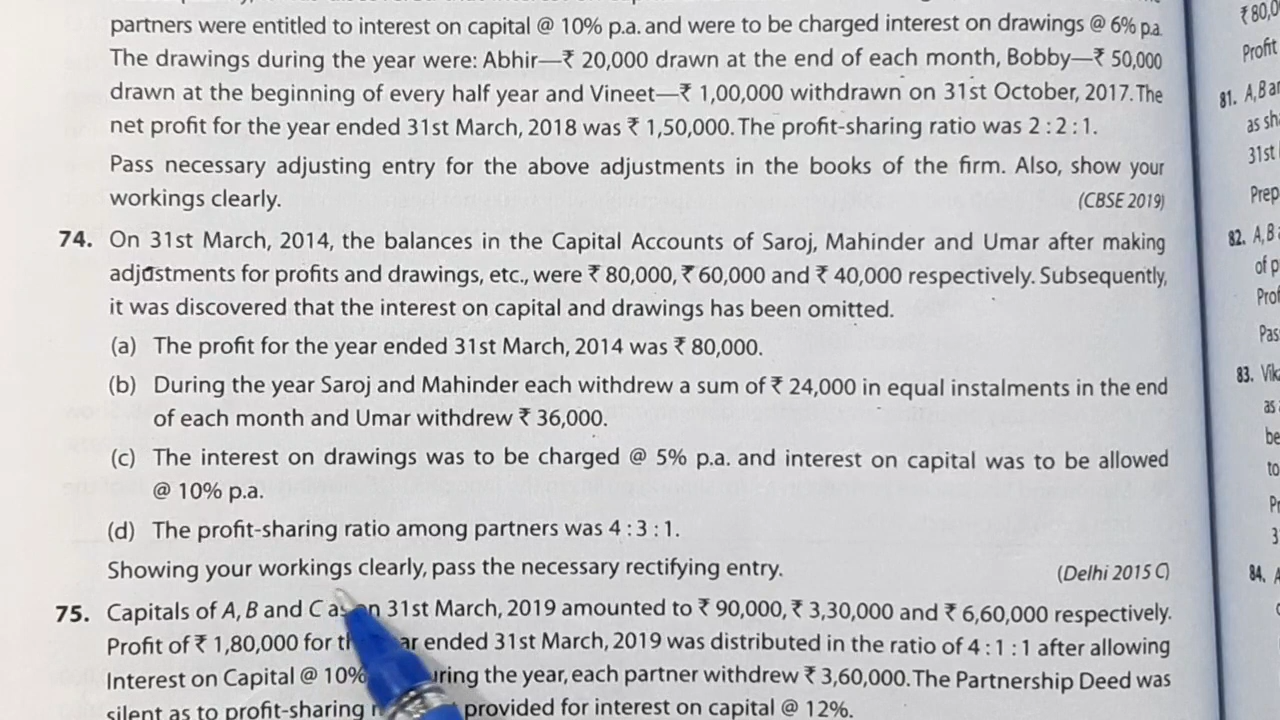 partners were entitled to interest on capital @ 10% p.a. and were to be charged interest on drawings @ 6% p.a.
The drawings during the year were: Abhir—₹ 20,000 drawn at the end of each month, Bobby—₹ 50,000
drawn at the beginning of every half year and Vineet—₹ 1,00,000 withdrawn on 31st October, 2017. The
net profit for the year ended 31st March, 2018 was ₹ 1,50,000. The profit-sharing ratio was 2 : 2 : 1.
Pass necessary adjusting entry for the above adjustments in the books of the firm. Also, show your
workings clearly. (CBSE 2019)
74. On 31st March, 2014, the balances in the Capital Accounts of Saroj, Mahinder and Umar after making
adjustments for profits and drawings, etc., were ₹ 80,000, ₹ 60,000 and ₹ 40,000 respectively. Subsequently,
it was discovered that the interest on capital and drawings has been omitted.
(a) The profit for the year ended 31st March, 2014 was ₹ 80,000.
(b) During the year Saroj and Mahinder each withdrew a sum of ₹ 24,000 in equal instalments in the end
of each month and Umar withdrew ₹ 36,000.
(c) The interest on drawings was to be charged @ 5% p.a. and interest on capital was to be allowed
@ 10% p.a.
(d) The profit-sharing ratio among partners was 4 : 3 : 1.
Showing your workings clearly, pass the necessary rectifying entry. (Delhi 2015 C)
75. Capitals of A, B and C as on 31st March, 2019 amounted to ₹ 90,000, ₹ 3,30,000 and ₹ 6,60,000 respectively.
Profit of ₹ 1,80,000 for ended 31st March, 2019 was distributed in the ratio of 4 : 1 : 1 after allowing
Interest on Capital @ 10% the year, each partner withdrew ₹ 3,60,000. The Partnership Deed was
silent as to profit-sharing provided for interest on capital @ 12%.
Profit
81. A, B
as
31st
82. A, B
of
Pas
83.
as
be
to
3
84. A